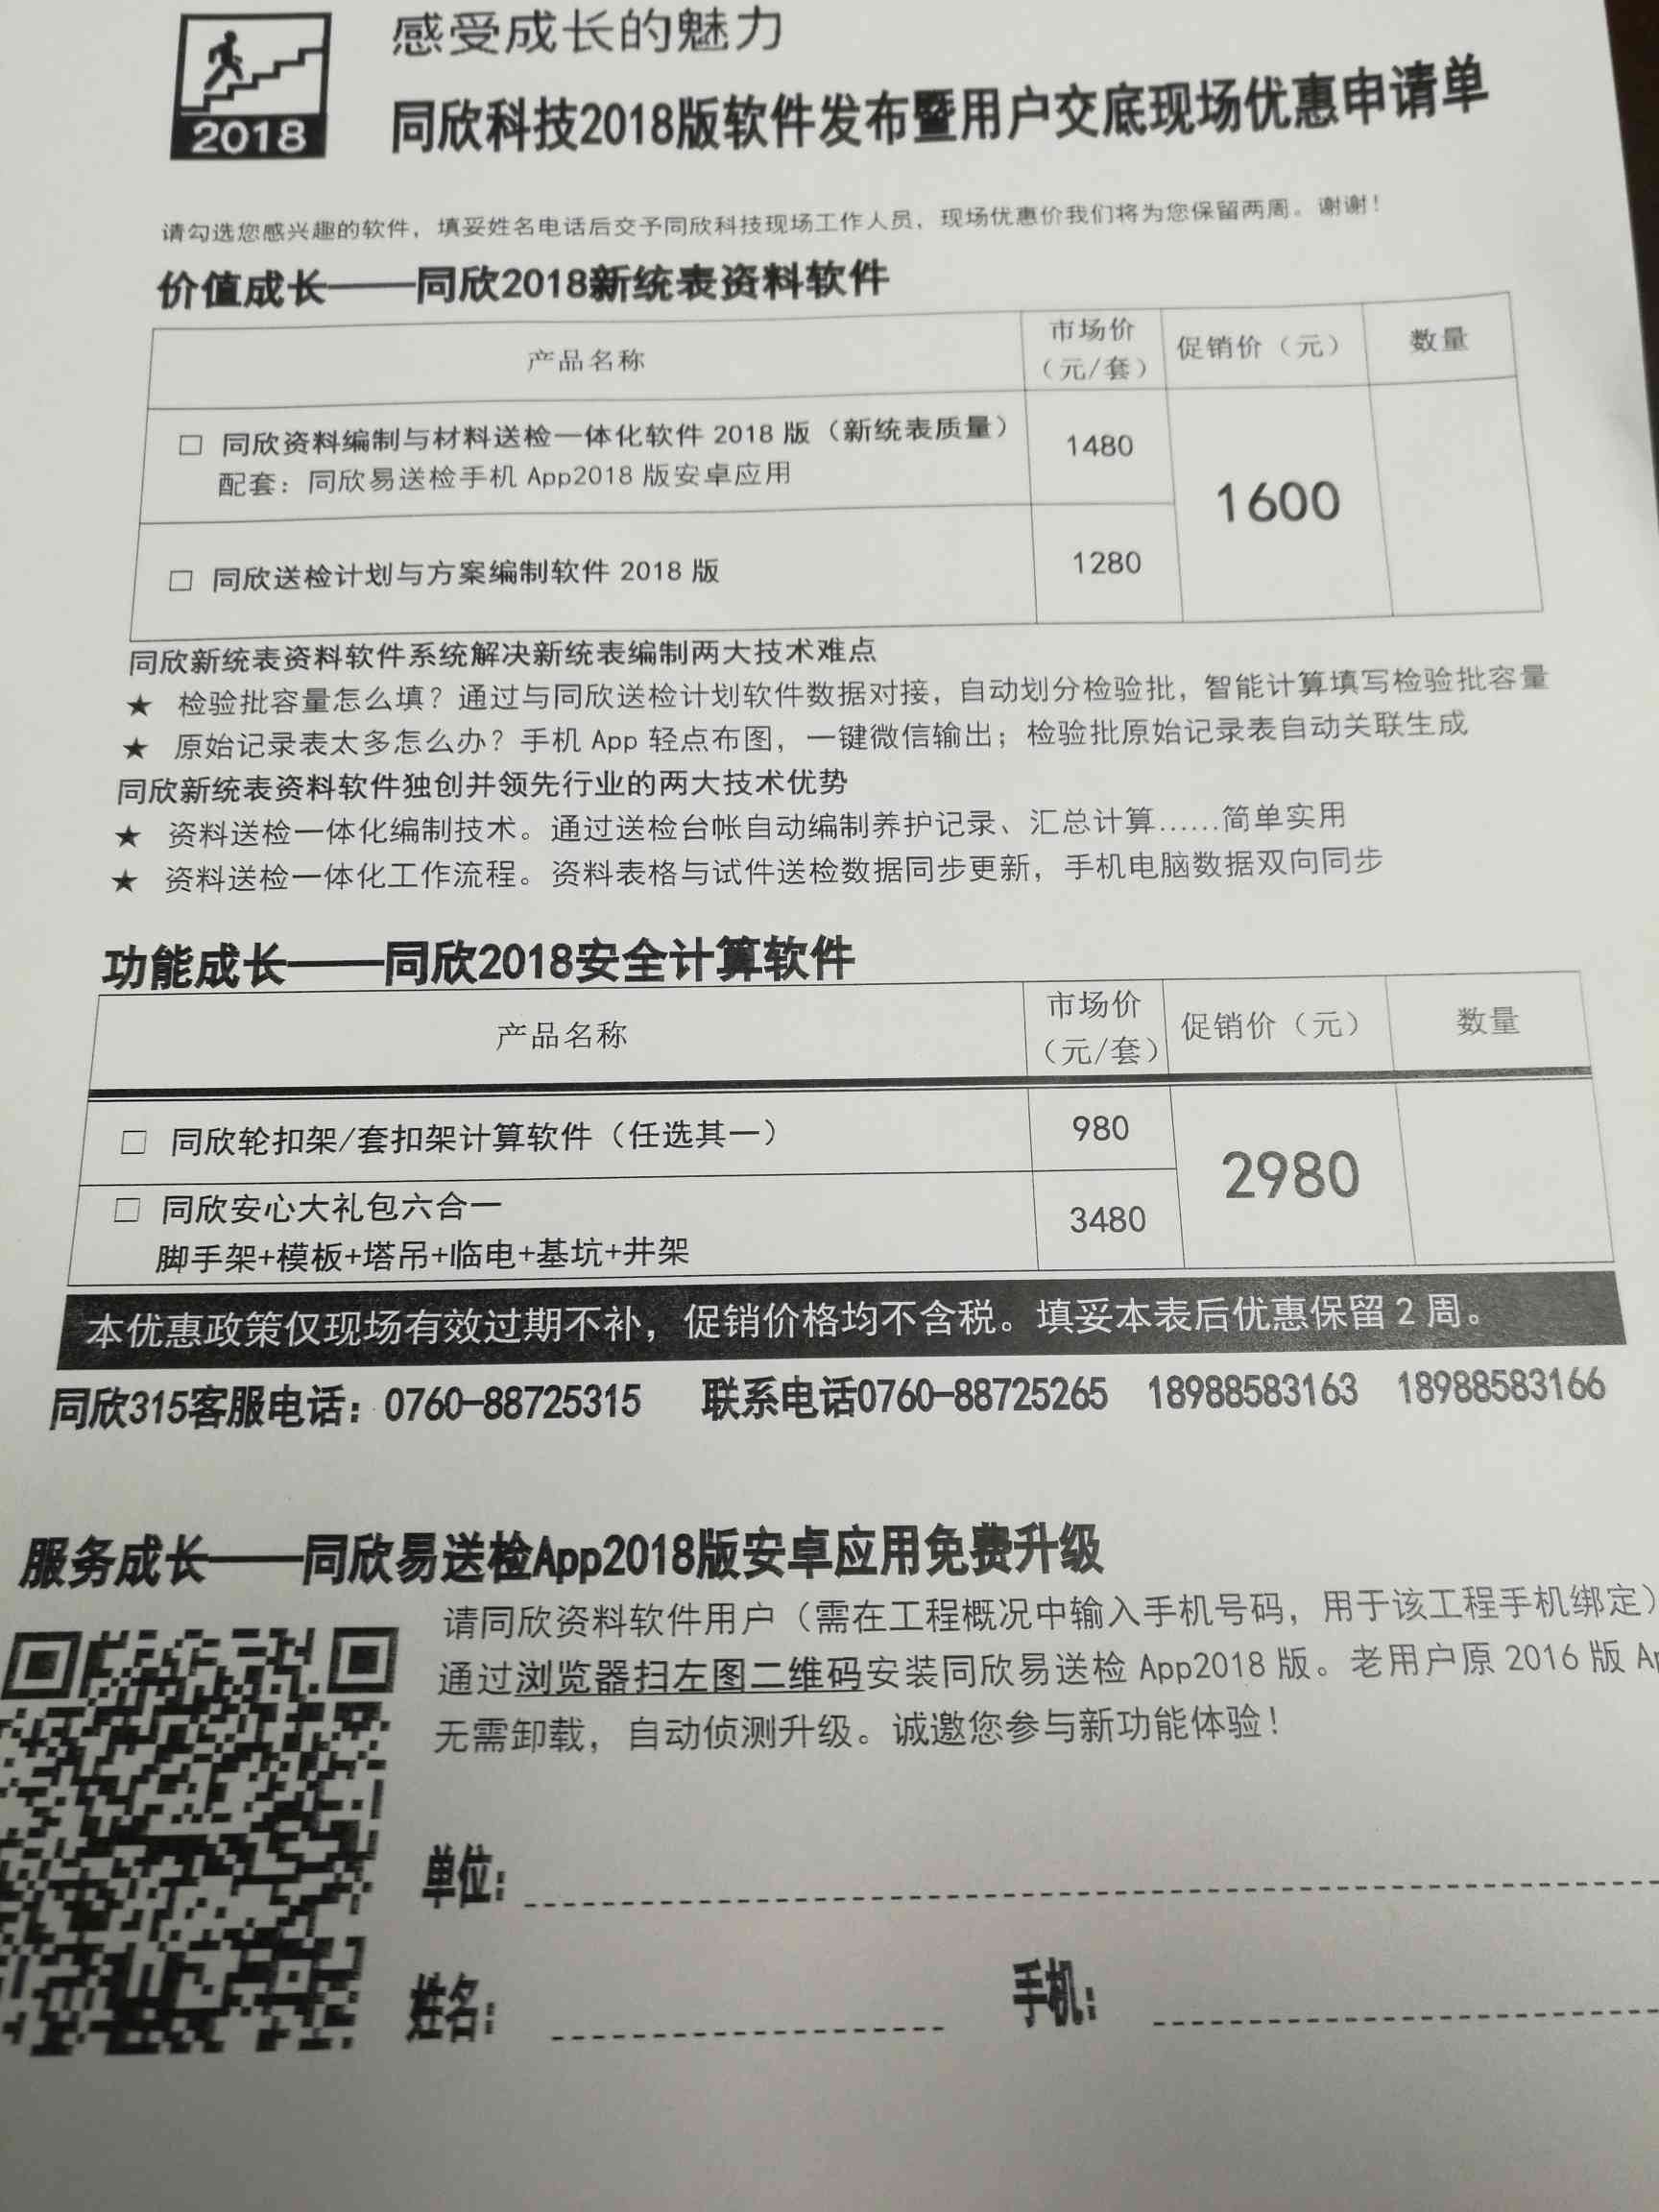 2018
感受成长的魅力
同欣科技2018版软件发布暨用户交底现场优惠申请单
请勾选您感兴趣的软件，填妥姓名电话后交予同欣科技现场工作人员，现场优惠价我们将为您保留两周。谢谢！
价值成长——同欣2018新统表资料软件
产品名称 市场价（元/套） 促销价（元） 数量
□ 同欣资料编制与材料送检一体化软件 2018 版（新统表质量） 1480
配套：同欣易送检手机 App2018 版安卓应用
1600
□ 同欣送检计划与方案编制软件 2018 版 1280
同欣新统表资料软件系统解决新统表编制两大技术难点
★ 检验批容量怎么填？通过与同欣送检计划软件数据对接，自动划分检验批，智能计算填写检验批容量
★ 原始记录表太多怎么办？手机 App 轻点布图，一键微信输出；检验批原始记录表自动关联生成
同欣新统表资料软件独创并领先行业的两大技术优势
★ 资料送检一体化编制技术。通过送检台帐自动编制养护记录、汇总计算……简单实用
★ 资料送检一体化工作流程。资料表格与试件送检数据同步更新，手机电脑数据双向同步
功能成长——同欣2018安全计算软件
产品名称 市场价（元/套） 促销价（元） 数量
□ 同欣轮扣架/套扣架计算软件（任选其一） 980
2980
□ 同欣安心大礼包六合一 3480
脚手架+模板+塔吊+临电+基坑+井架
本优惠政策仅现场有效过期不补，促销价格均不含税。填妥本表后优惠保留 2 周。
同欣315客服电话：0760-88725315 联系电话0760-88725265 18988583163 18988583166
服务成长——同欣易送检App2018版安卓应用免费升级
请同欣资料软件用户（需在工程概况中输入手机号码，用于该工程手机绑定）
通过浏览器扫左图二维码安装同欣易送检 App2018 版。老用户原 2016 版 Ap
无需卸载，自动侦测升级。诚邀您参与新功能体验！
单位：
姓名： 手机：